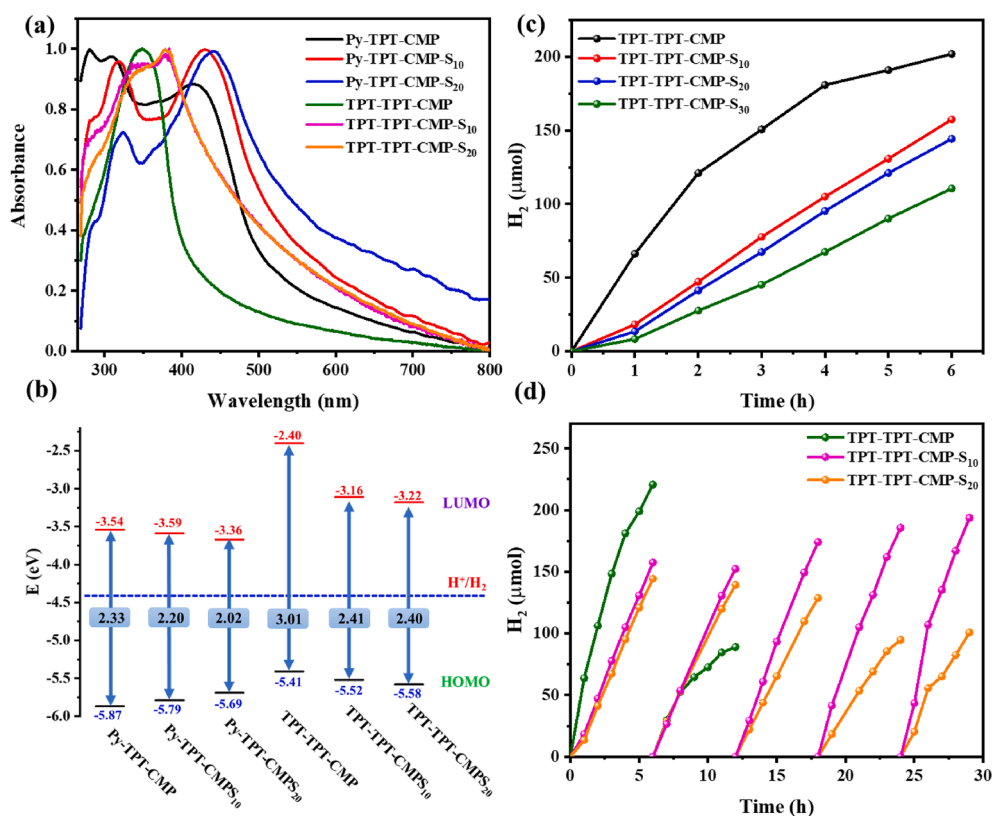 (a)
Absorbance
1.0
0.8
0.6
0.4
0.2
0.0
Py-TPT-CMP
Py-TPT-CMP-S10
Py-TPT-CMP-S20
TPT-TPT-CMP
TPT-TPT-CMP-S10
TPT-TPT-CMP-S20
300 400 500 600 700 800
Wavelength (nm)
(c)
H2 (μmol)
200
150
100
50
0
TPT-TPT-CMP
TPT-TPT-CMP-S10
TPT-TPT-CMP-S20
TPT-TPT-CMP-S30
0 1 2 3 4 5 6
Time (h)
(b)
E (eV)
-2.5
-3.0
-3.5
-4.0
-4.5
-5.0
-5.5
-6.0
-3.54 -3.59 -3.36 -2.40 -3.16 -3.22
LUMO
H+/H2
2.33 2.20 2.02 3.01 2.41 2.40
HOMO
-5.87 -5.79 -5.69 -5.41 -5.52 -5.58
Py-TPT-CMP
Py-TPT-CMPS10
Py-TPT-CMPS20
TPT-TPT-CMP
TPT-TPT-CMPS10
TPT-TPT-CMPS20
(d)
H2 (μmol)
250
200
150
100
50
0
TPT-TPT-CMP
TPT-TPT-CMP-S10
TPT-TPT-CMP-S20
0 5 10 15 20 25 30
Time (h)